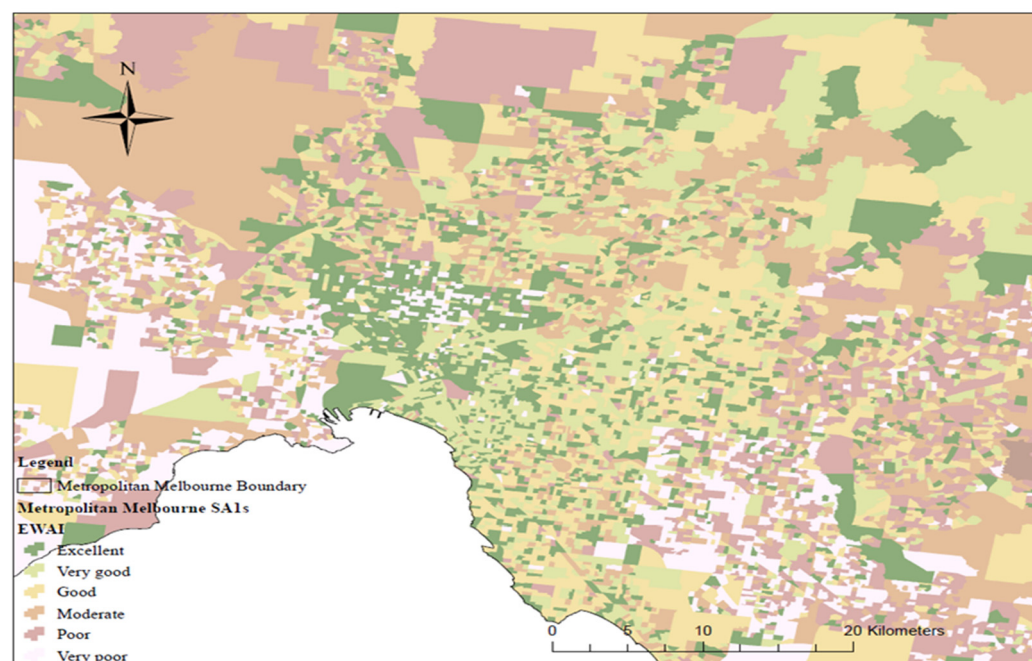 N
Legend
Metropolitan Melbourne Boundary
Metropolitan Melbourne SA1s
EWAI
Excellent
Very good
Good
Moderate
Poor
Very poor
0 5 10 20 Kilometers